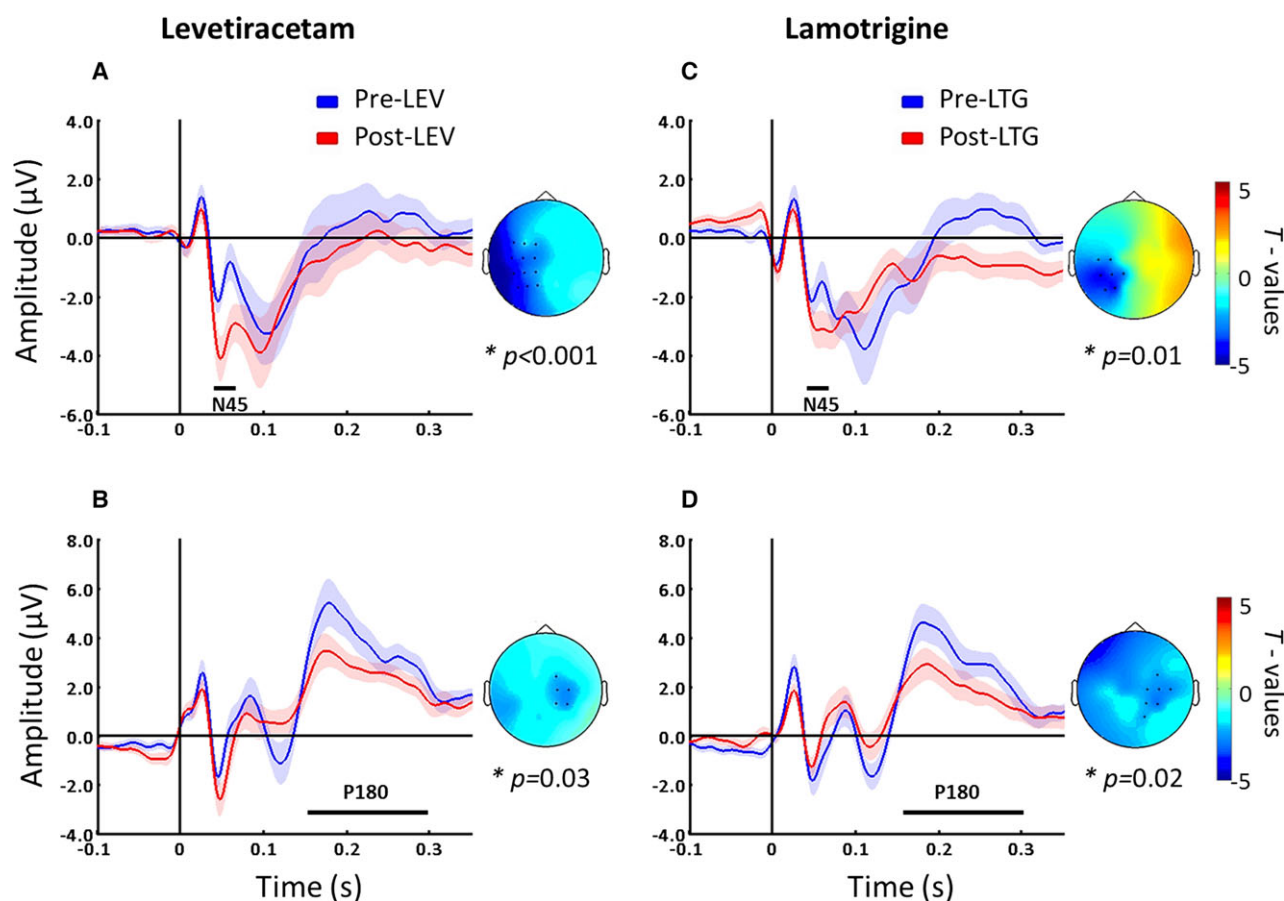 Levetiracetam
Lamotrigine
A
Pre-LEV
Post-LEV
Amplitude (µV)
4.0
2.0
0.0
-2.0
-4.0
-6.0
N45
-0.1 0 0.1 0.2 0.3
* p<0.001
C
Pre-LTG
Post-LTG
4.0
2.0
0.0
-2.0
-4.0
-6.0
N45
-0.1 0 0.1 0.2 0.3
* p=0.01
5
0
-5
T - values
B
Amplitude (µV)
8.0
6.0
4.0
2.0
0.0
-2.0
-4.0
P180
-0.1 0 0.1 0.2 0.3
Time (s)
* p=0.03
D
8.0
6.0
4.0
2.0
0.0
-2.0
-4.0
P180
-0.1 0 0.1 0.2 0.3
Time (s)
* p=0.02
5
0
-5
T - values